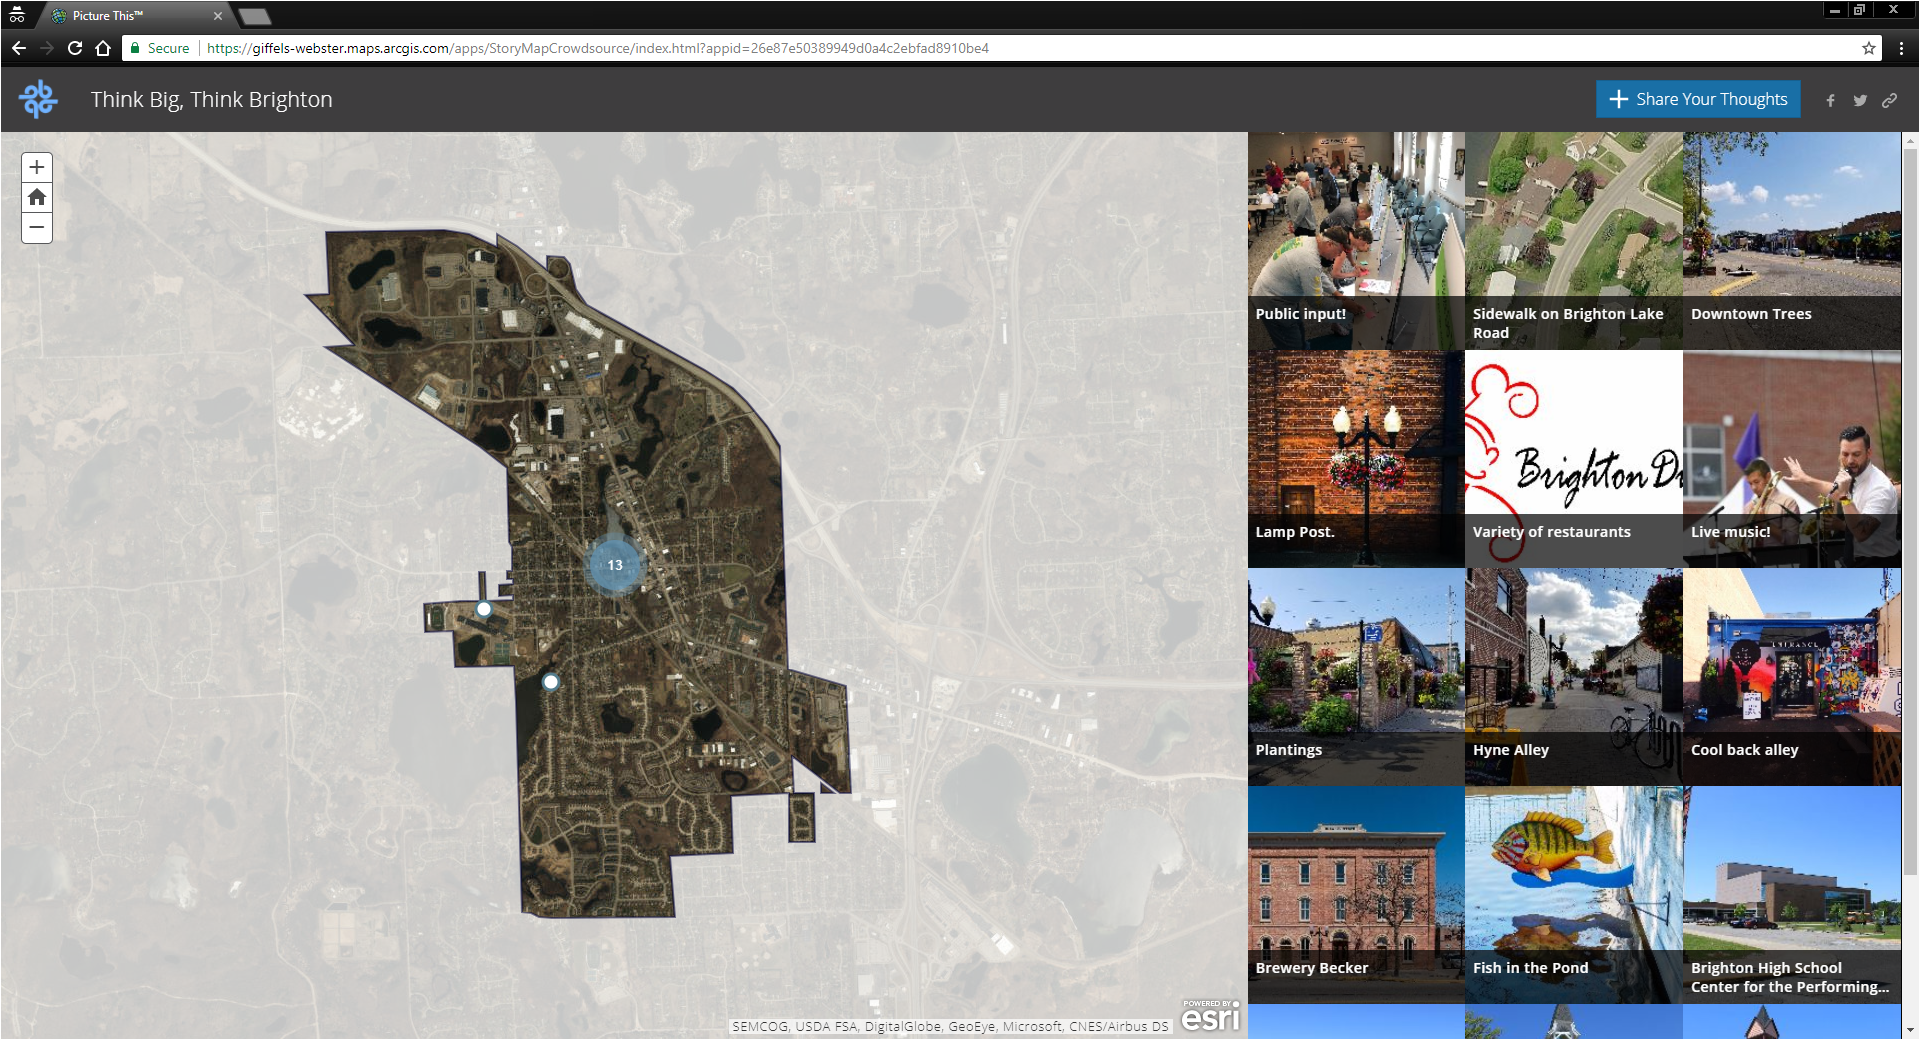 Picture This™
Secure
https://giffels-webster.maps.arcgis.com/apps/StoryMapCrowdsource/index.html?appid=26e87e50389949d0a4c2ebfad8910be4
Think Big, Think Brighton
Share Your Thoughts
13
Public input!
Sidewalk on Brighton Lake
Road
Downtown Trees
Brighton D
Lamp Post.
Variety of restaurants
Live music!
ENTRANCE
Plantings
Hyne Alley
Cool back alley
Brewery Becker
Fish in the Pond
Brighton High School
Center for the Performing...
POWERED BY
esri
SEMCOG, USDA FSA, DigitalGlobe, GeoEye, Microsoft, CNES/Airbus DS